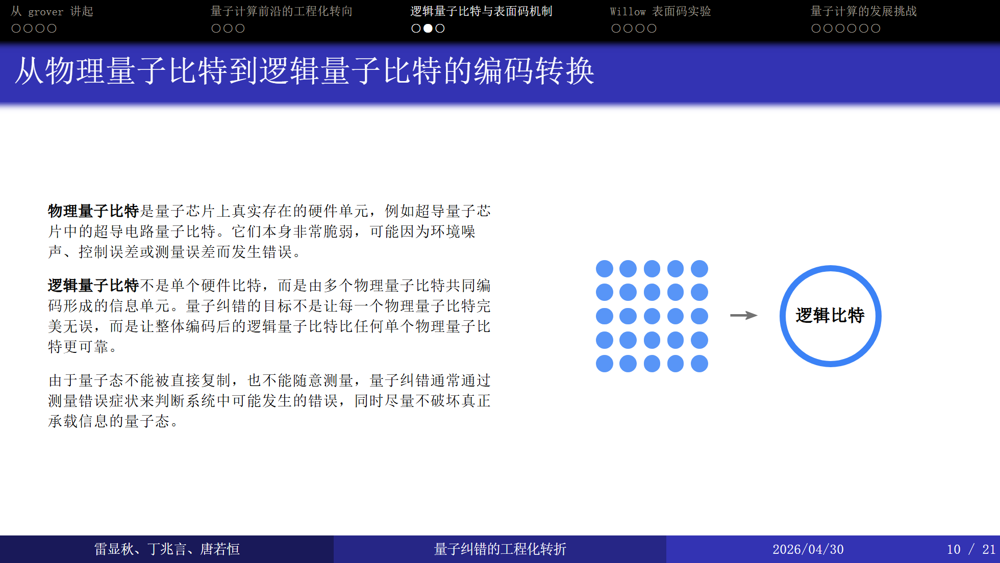 从 grover 讲起
量子计算前沿的工程化转向
逻辑量子比特与表面码机制
Willow 表面码实验
量子计算的发展挑战
从物理量子比特到逻辑量子比特的编码转换
物理量子比特是量子芯片上真实存在的硬件单元，例如超导量子芯
片中的超导电路量子比特。它们本身非常脆弱，可能因为环境噪
声、控制误差或测量误差而发生错误。
逻辑量子比特不是单个硬件比特，而是由多个物理量子比特共同编
码形成的信息单元。量子纠错的目标不是让每一个物理量子比特完
美无误，而是让整体编码后的逻辑量子比特比任何单个物理量子比
特更可靠。
由于量子态不能被直接复制，也不能随意测量，量子纠错通常通过
测量错误症状来判断系统中可能发生的错误，同时尽量不破坏真正
承载信息的量子态。
逻辑比特
雷显秋、丁兆言、唐若恒
量子纠错的工程化转折
2026/04/30
10 / 21